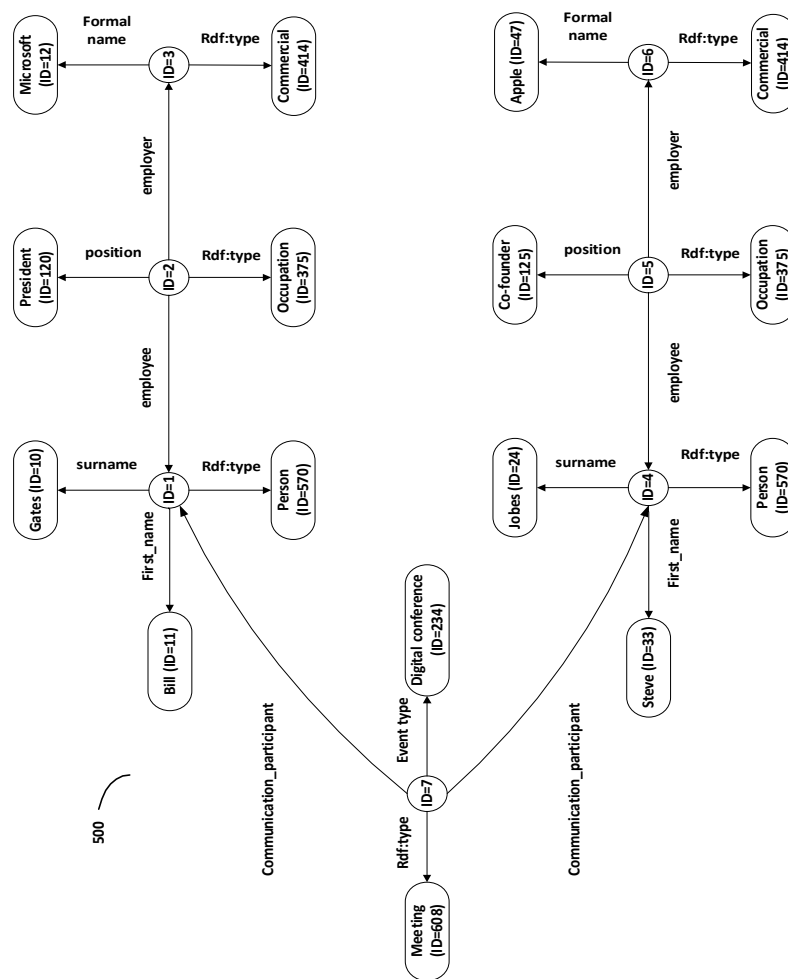 Gates (ID=10)
President
(ID=120)
Microsoft
(ID=12)
surname
position
Formal
name
500
Bill (ID=11)
First_name
ID=1
employee
ID=2
employer
ID=3
Rdf:type
Rdf:type
Rdf:type
Communication_participant
Person
(ID=570)
Occupation
(ID=375)
Commercial
(ID=414)
Meeting
(ID=608)
Rdf:type
ID=7
Event type
Digital conference
(ID=234)
Jobes (ID=24)
Co-founder
(ID=125)
Apple (ID=47)
Communication_participant
surname
position
Formal
name
Steve (ID=33)
First_name
ID=4
employee
ID=5
employer
ID=6
Rdf:type
Rdf:type
Rdf:type
Person
(ID=570)
Occupation
(ID=375)
Commercial
(ID=414)